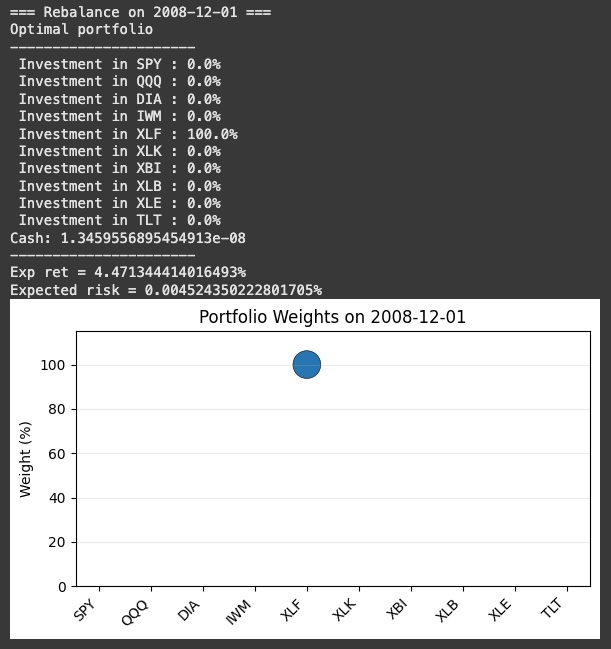 === Rebalance on 2008-12-01 ===
Optimal portfolio
----------------------
Investment in SPY : 0.0%
Investment in QQQ : 0.0%
Investment in DIA : 0.0%
Investment in IWM : 0.0%
Investment in XLF : 100.0%
Investment in XLK : 0.0%
Investment in XBI : 0.0%
Investment in XLB : 0.0%
Investment in XLE : 0.0%
Investment in TLT : 0.0%
Cash: 1.3459556895454913e-08
----------------------
Exp ret = 4.471344414016493%
Expected risk = 0.004524350222801705%
Portfolio Weights on 2008-12-01
Weight (%)
100
80
60
40
20
0
SPY QQQ DIA IWM XLF XLK XBI XLB XLE TLT